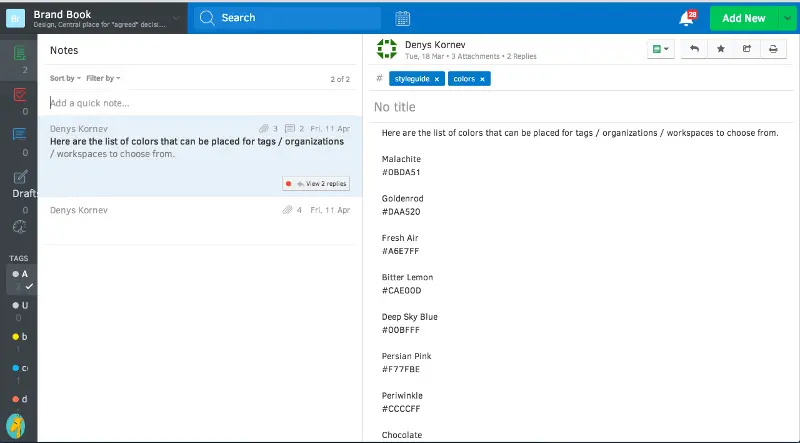 Br
Brand Book
Design, Central place for "agreed" decisi...
Search
28
Add New
2
0
0
Drafts
0
TAGS
A
2
U
0
b
1
c
1
d
1
Notes
Sort by Filter by
2 of 2
Add a quick note...
Denys Kornev 3 2 Fri, 11 Apr
Here are the list of colors that can be placed for tags / organizations
/ workspaces to choose from.
View 2 replies
Denys Kornev 4 Fri, 11 Apr
Denys Kornev
Tue, 18 Mar • 3 Attachments • 2 Replies
# styleguide x colors x
No title
Here are the list of colors that can be placed for tags / organizations / workspaces to choose from.
Malachite
#0BDA51
Goldenrod
#DAA520
Fresh Air
#A6E7FF
Bitter Lemon
#CAE00D
Deep Sky Blue
#00BFFF
Persian Pink
#F77FBE
Periwinkle
#CCCCFF
Chocolate